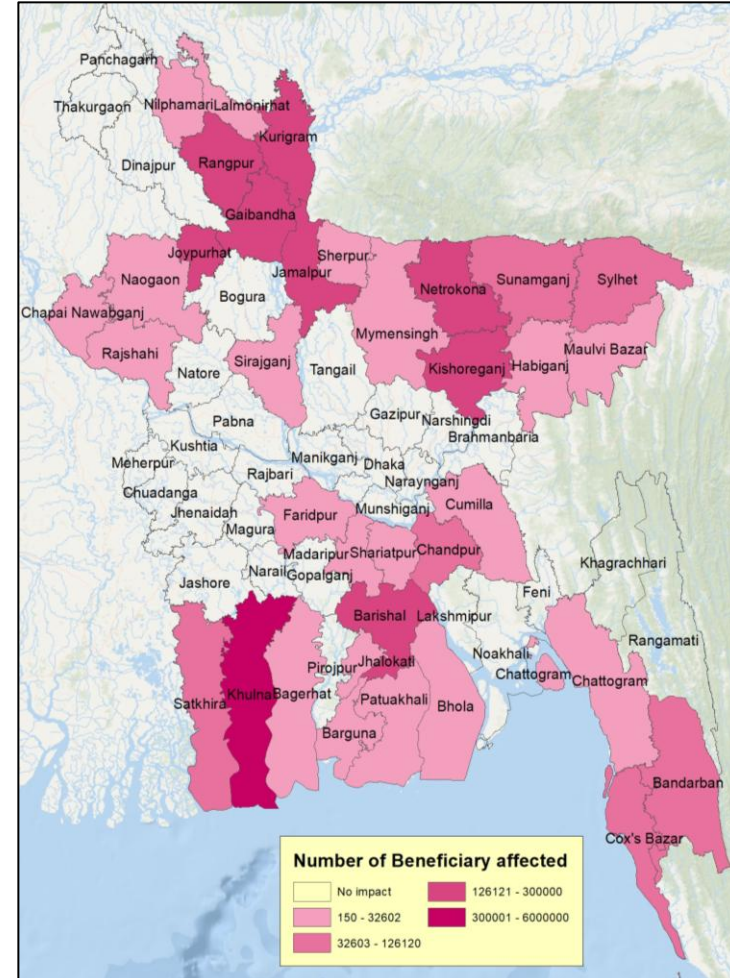 Panchagarh
Thakurgaon
Nilphamari
Lalmonirhat
Kurigram
Dinajpur
Rangpur
Gaibandha
Joypurhat
Jamalpur
Sherpur
Netrokona
Sunamganj
Sylhet
Naogaon
Bogura
Chapai Nawabganj
Mymensingh
Maulvi Bazar
Rajshahi
Sirajganj
Tangail
Kishoreganj
Habiganj
Natore
Gazipur
Narshingdi
Pabna
Brahmanbaria
Kushtia
Manikganj
Dhaka
Meherpur
Rajbari
Naraynganj
Chuadanga
Munshiganj
Cumilla
Jhenaidah
Faridpur
Magura
Shariatpur
Chandpur
Madaripur
Khagrachhari
Narail
Gopalganj
Jashore
Feni
Barishal
Lakshmipur
Rangamati
Noakhali
Pirojpur
Jhalokati
Chattogram
Chattogram
Satkhira
Khulna
Bagerhat
Patuakhali
Bhola
Barguna
Bandarban
Cox's Bazar
Number of Beneficiary affected
No impact
150 - 32602
32603 - 126120
126121 - 300000
300001 - 6000000